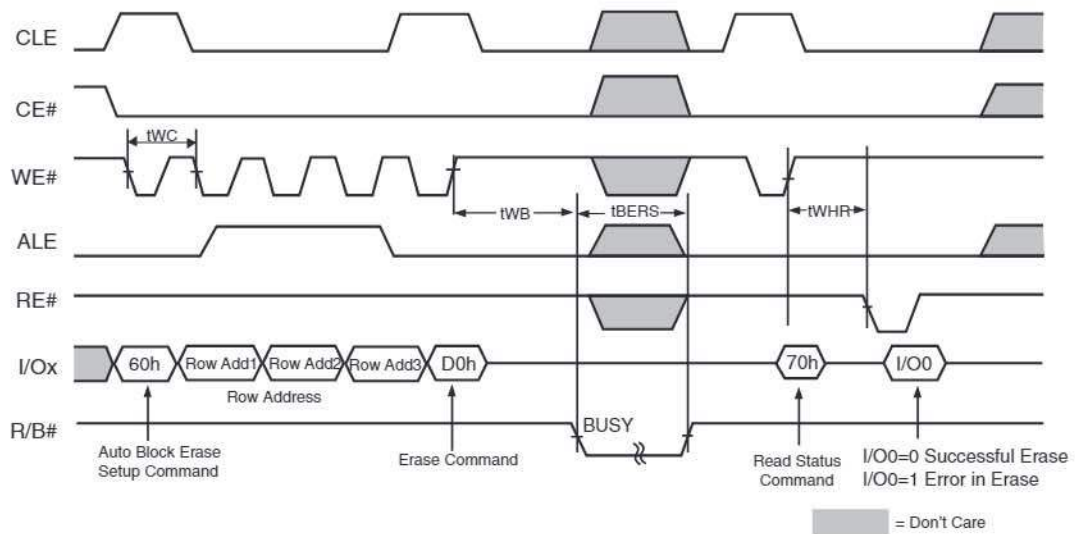 CLE
CE#
tWC
WE#
tWB
tBERS
tWHR
ALE
RE#
I/Ox
60h
Row Add1
Row Add2
Row Add3
D0h
70h
I/O0
Row Address
R/B#
BUSY
Auto Block Erase
Setup Command
Erase Command
Read Status
Command
I/O0=0 Successful Erase
I/O0=1 Error in Erase
= Don't Care